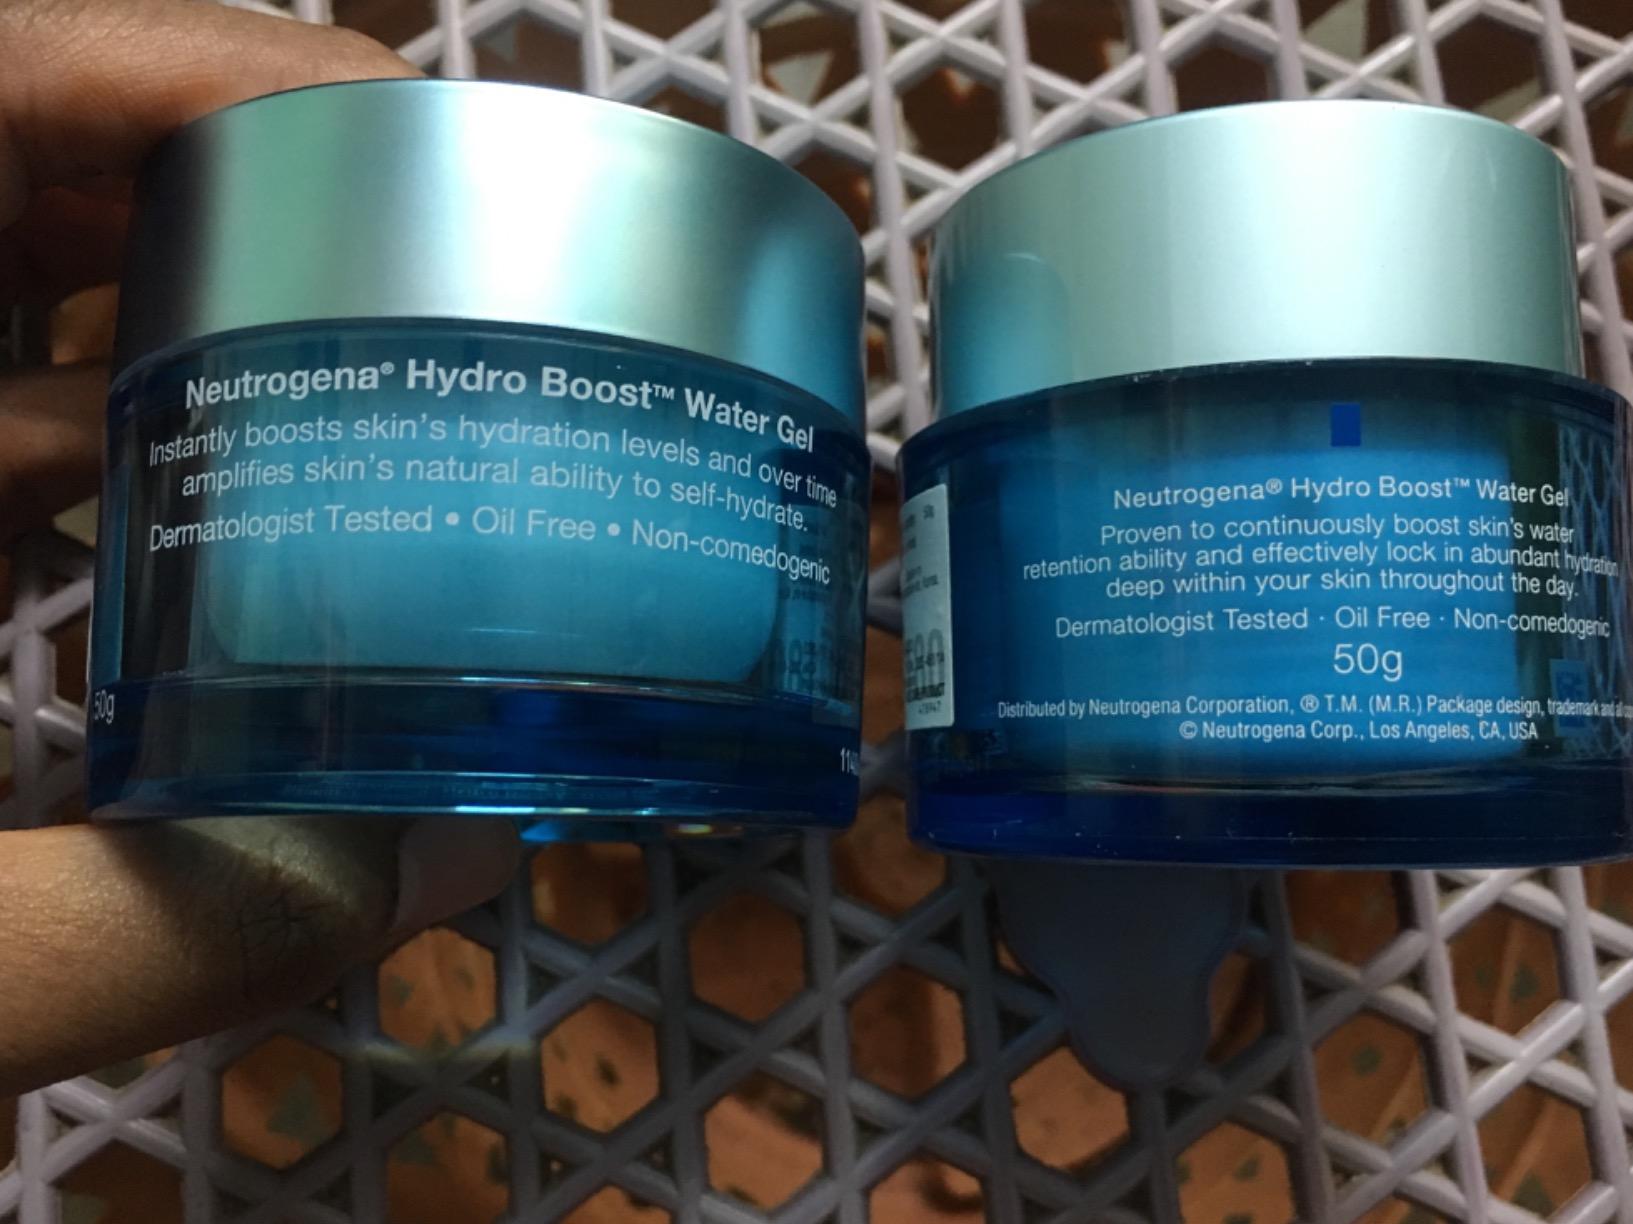 Neutrogena® Hydro Boost™ Water Gel
Instantly boosts skin's hydration levels and over time
amplifies skin's natural ability to self-hydrate.
Dermatologist Tested • Oil Free • Non-comedogenic
50g
Neutrogena® Hydro Boost™ Water Gel
Proven to continuously boost skin's water
retention ability and effectively lock in abundant hydration
deep within your skin throughout the day.
Dermatologist Tested · Oil Free · Non-comedogenic
50g
Distributed by Neutrogena Corporation, ® T.M. (M.R.) Package design, trademark and
© Neutrogena Corp., Los Angeles, CA, USA